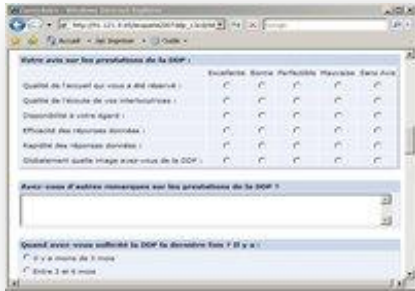 Votre avis sur les prestations de la DDP :
Excellente Bonne Perfectible Mauvaise Sans Avis
Qualité de l'accueil qui vous a été réservé :
Qualité de l'écoute de vos interlocutrices :
Disponibilité à votre égard :
Efficacité des réponses données :
Rapidité des réponses données :
Globalement quelle image avez-vous de la DDP :
Avez-vous d'autres remarques sur les prestations de la DDP ?
Quand avez-vous sollicité la DDP la dernière fois ? Il y a :
Il y a moins de 3 mois
Entre 3 et 6 mois